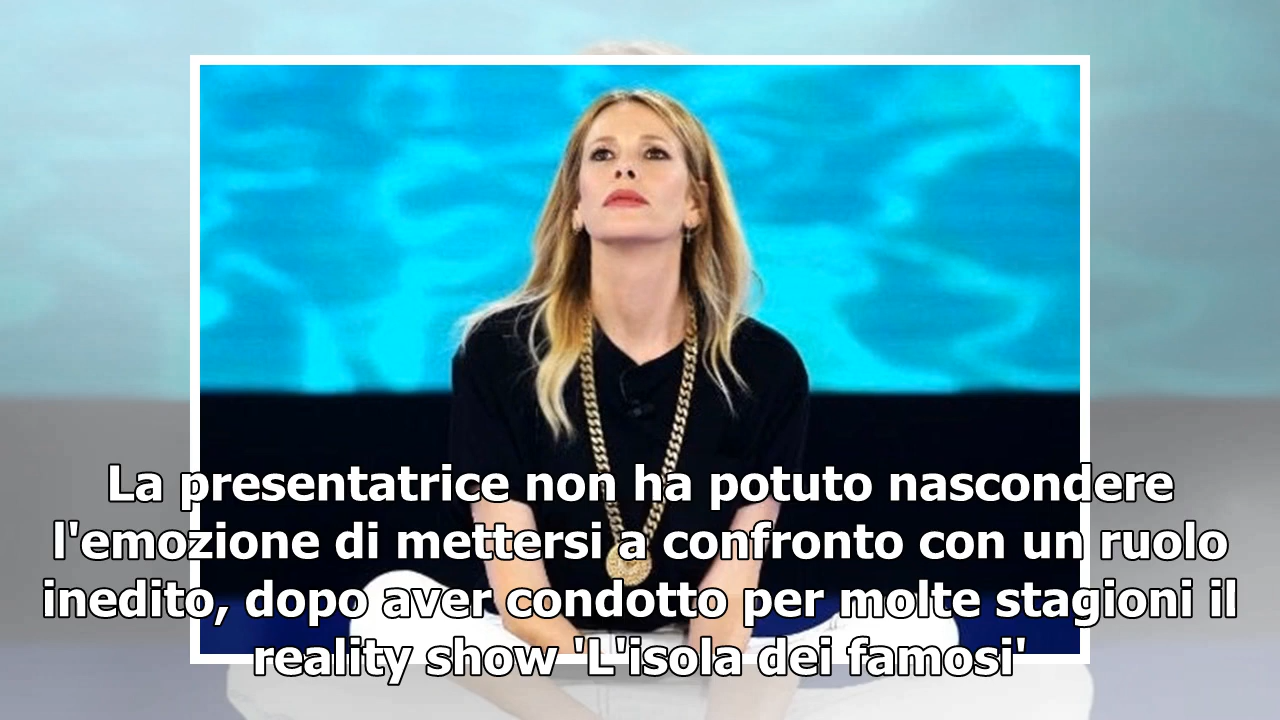 La presentatrice non ha potuto nascondere
l'emozione di mettersi a confronto con un ruolo
inedito, dopo aver condotto per molte stagioni il
reality show 'L'isola dei famosi'